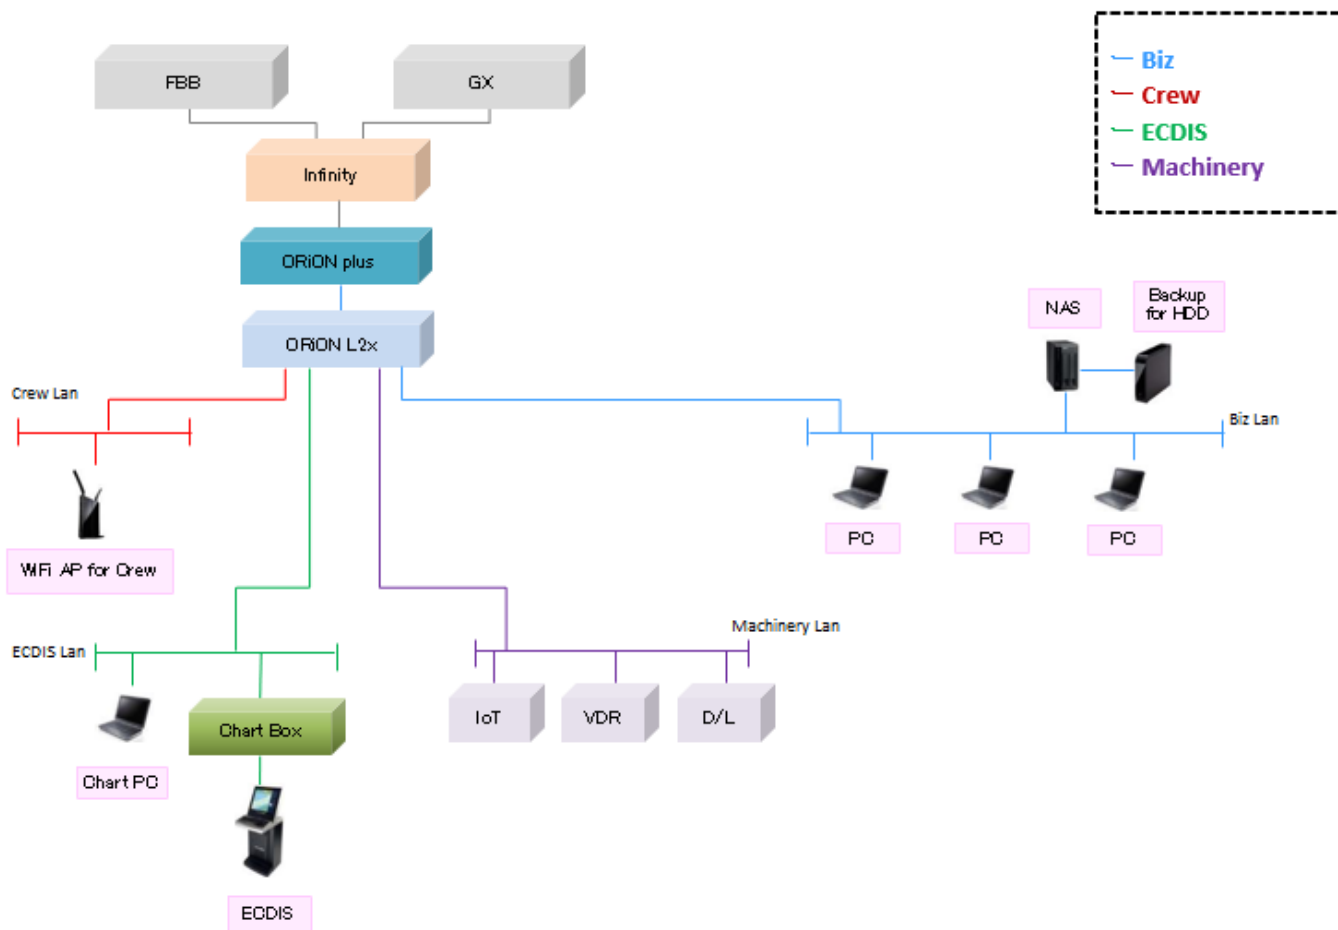 FBB
GX
Biz
Crew
ECDIS
Machinery
Infinity
ORiON plus
ORiON L2x
NAS
Backup
for HDD
Crew Lan
Biz Lan
PC
PC
PC
WiFi AP for Crew
Machinery Lan
ECDIS Lan
IoT
VDR
D/L
Chart Box
Chart PC
ECDIS